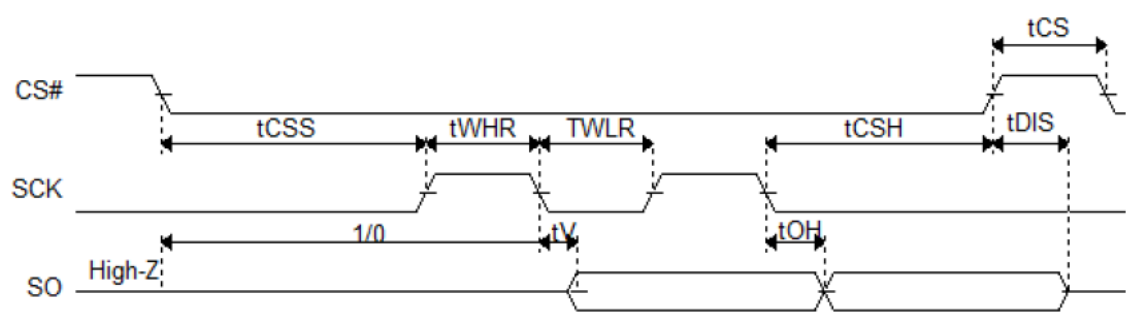 tCS
CS#
tCSS tWHR TWLR tCSH tDIS
SCK
1/0 tV tOH
High-Z
SO